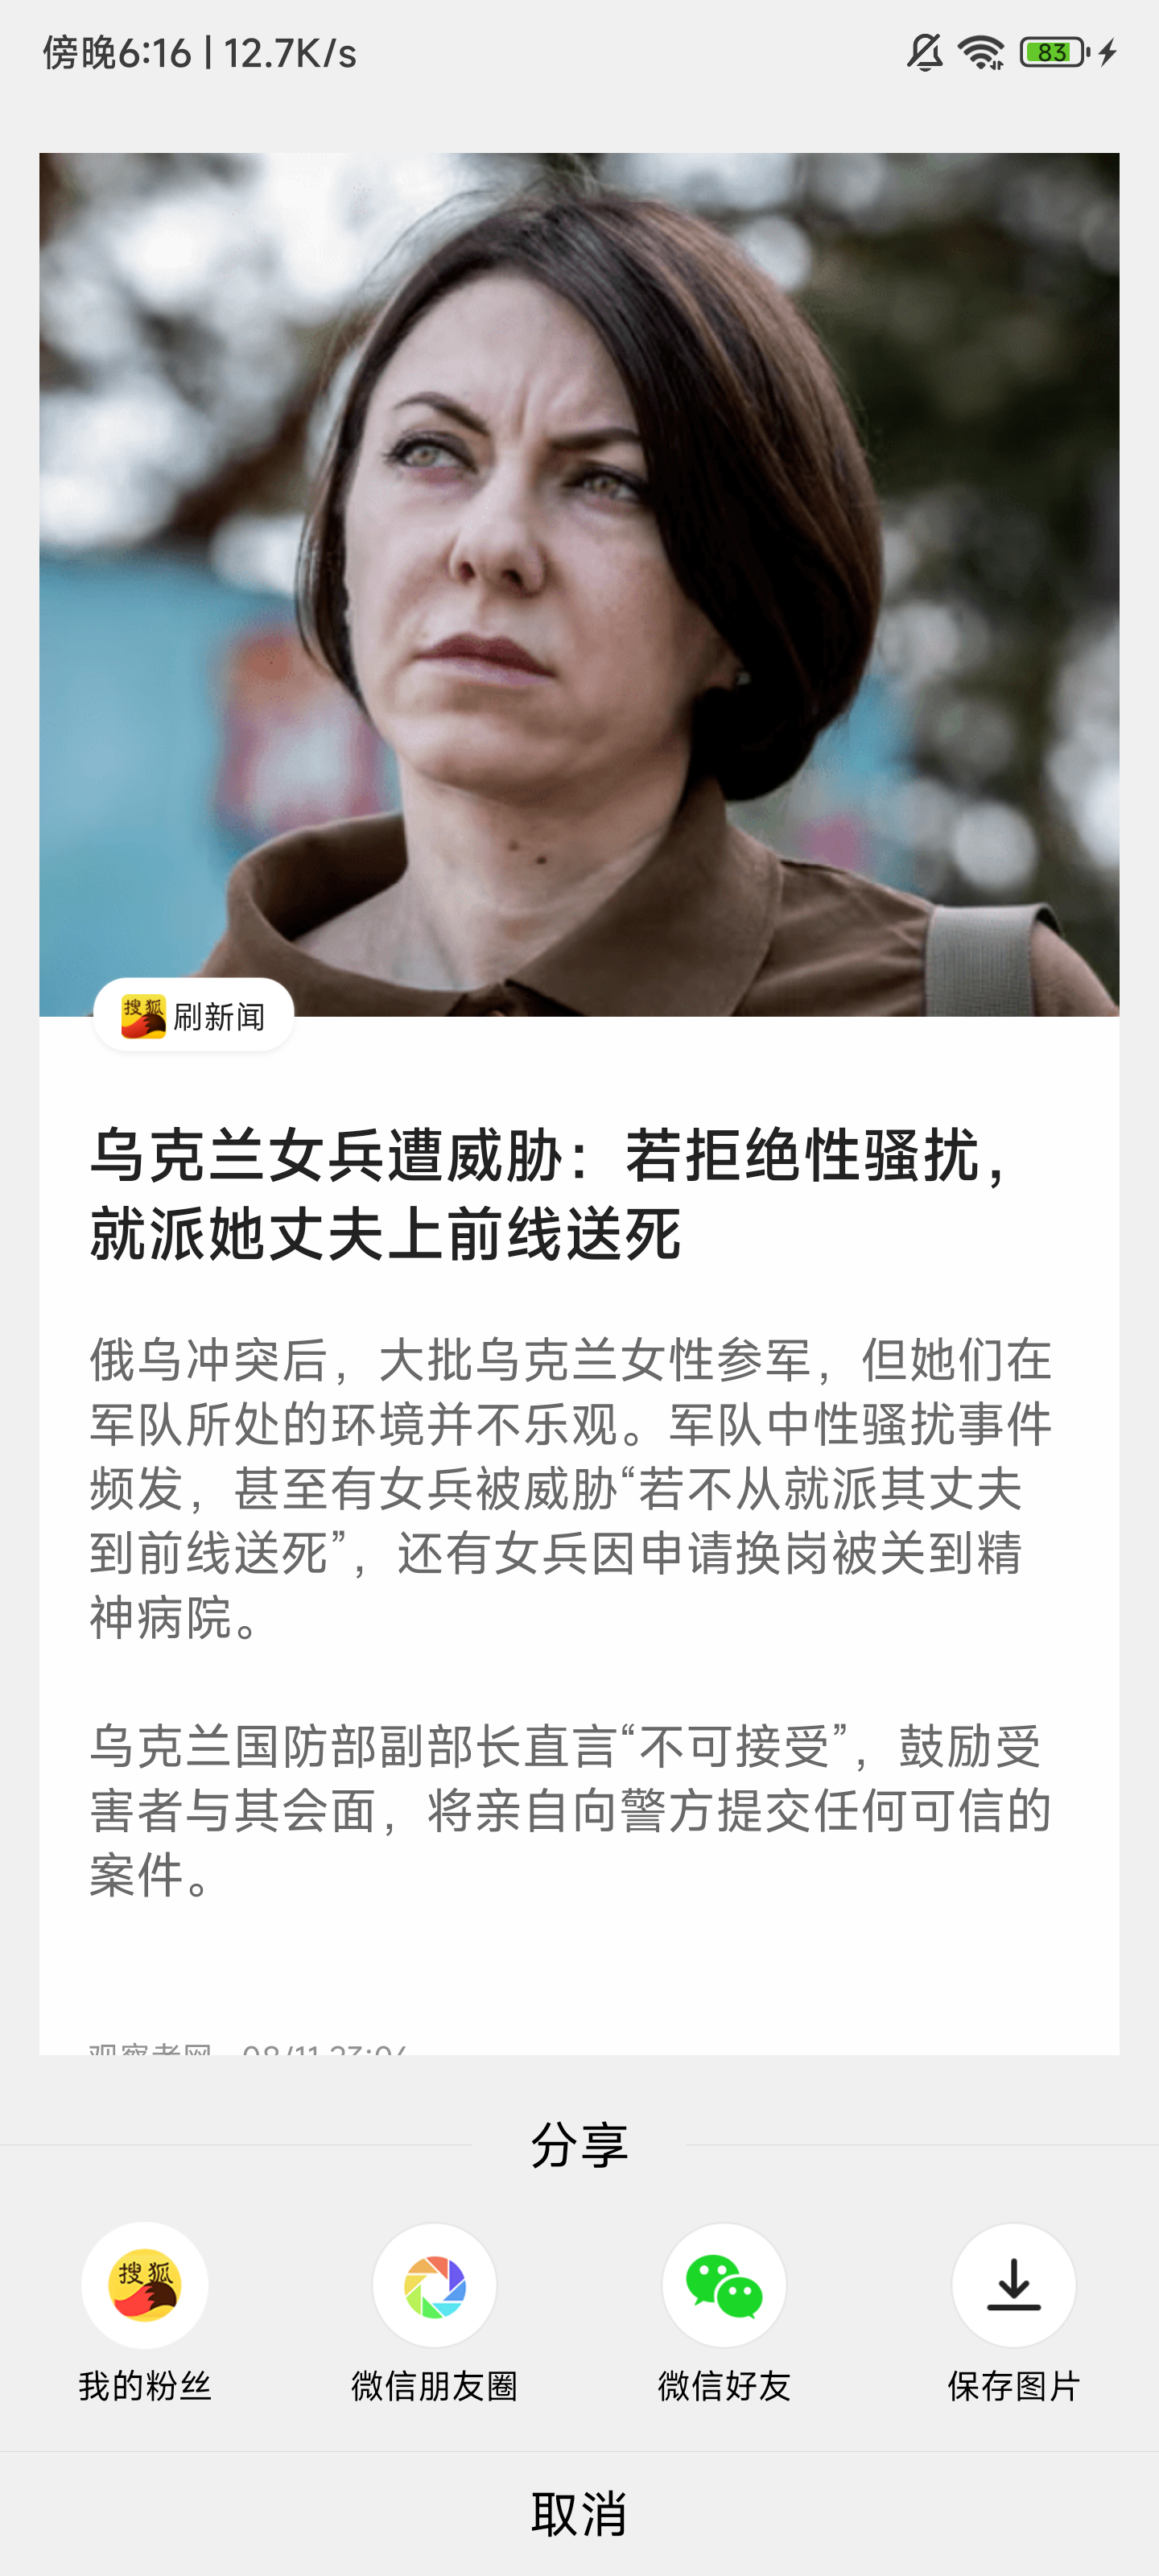 傍晚6:16 | 12.7K/s
83
搜狐 刷新闻
乌克兰女兵遭威胁：若拒绝性骚扰，
就派她丈夫上前线送死
俄乌冲突后，大批乌克兰女性参军，但她们在
军队所处的环境并不乐观。军队中性骚扰事件
频发，甚至有女兵被威胁“若不从就派其丈夫
到前线送死”，还有女兵因申请换岗被关到精
神病院。
乌克兰国防部副部长直言“不可接受”，鼓励受
害者与其会面，将亲自向警方提交任何可信的
案件。
观察者网 08/11 23:06
分享
搜狐
我的粉丝 微信朋友圈 微信好友 保存图片
取消